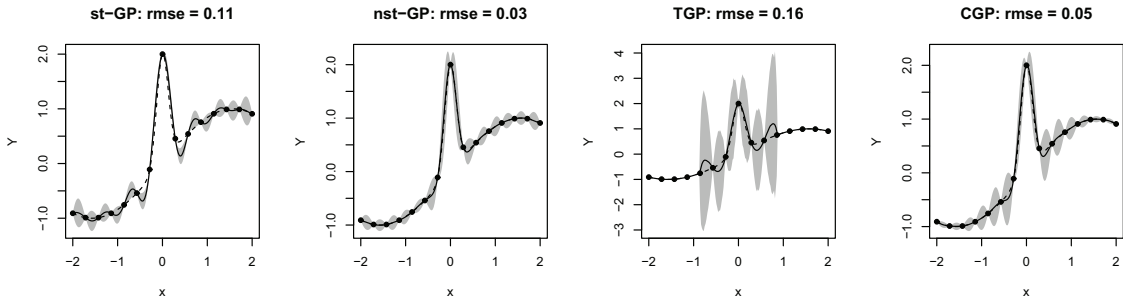 st−GP: rmse = 0.11
Y
2.0
1.0
0.0
−1.0
−2 −1 0 1 2
x
nst−GP: rmse = 0.03
Y
2.0
1.0
0.0
−1.0
−2 −1 0 1 2
x
TGP: rmse = 0.16
Y
4
3
2
1
0
−1
−2
−3
−2 −1 0 1 2
x
CGP: rmse = 0.05
Y
2.0
1.0
0.0
−1.0
−2 −1 0 1 2
x